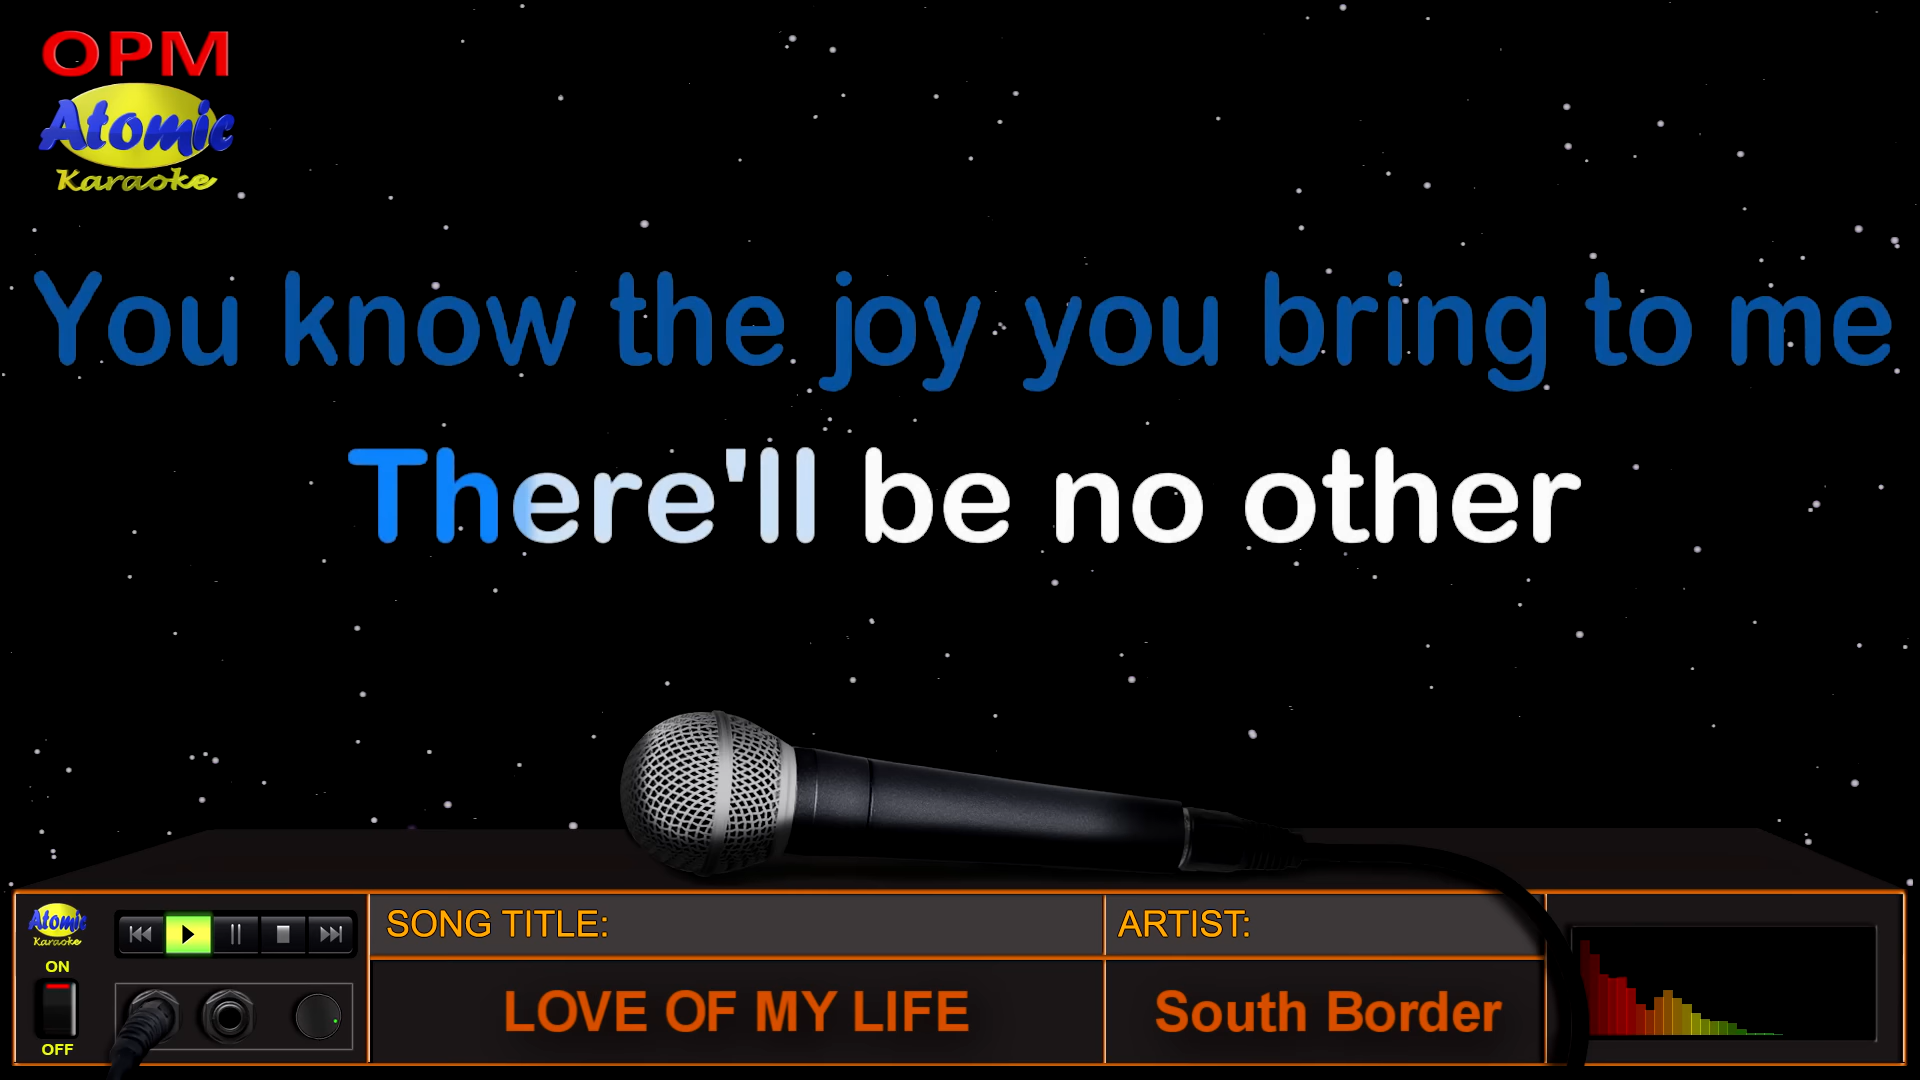 OPM
Atomic
Karaoke
You know the joy you bring to me
There'll be no other
Atomic
Karaoke
ON
OFF
SONG TITLE:
LOVE OF MY LIFE
ARTIST:
South Border